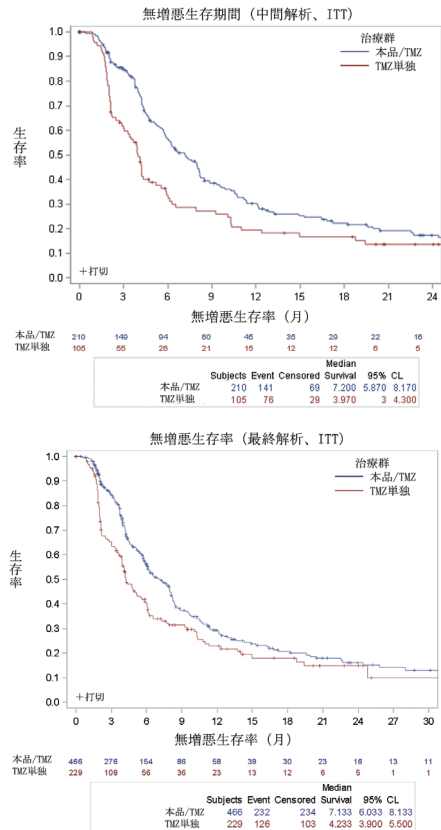 無増悪生存期間（中間解析、ITT）
治療群
本品/TMZ
TMZ単独
生存率
1.0
0.9
0.8
0.7
0.6
0.5
0.4
0.3
0.2
0.1
0.0
+打切
0 3 6 9 12 15 18 21 24
無増悪生存率（月）
本品/TMZ 210 149 94 60 45 35 29 22 16
TMZ単独 105 55 26 21 15 12 12 6 5
Median
Subjects Event Censored Survival 95% CL
本品/TMZ 210 141 69 7.200 5.870 8.170
TMZ単独 105 76 29 3.970 3 4.300
無増悪生存率（最終解析、ITT）
治療群
本品/TMZ
TMZ単独
生存率
1.0
0.9
0.8
0.7
0.6
0.5
0.4
0.3
0.2
0.1
0.0
+打切
0 3 6 9 12 15 18 21 24 27 30
無増悪生存率（月）
本品/TMZ 466 276 154 86 58 39 30 23 16 13 11
TMZ単独 229 108 56 36 23 13 12 6 5 1 1
Median
Subjects Event Censored Survival 95% CL
本品/TMZ 466 232 234 7.133 6.033 8.133
TMZ単独 229 126 103 4.233 3.900 5.500